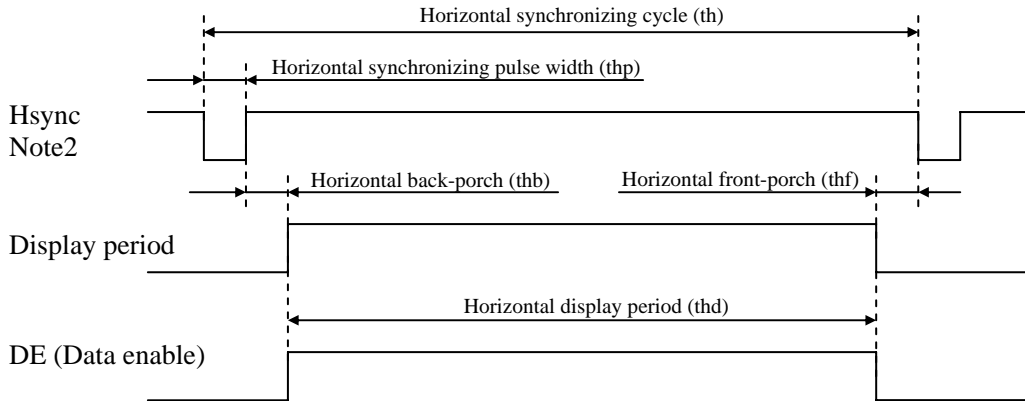 Horizontal synchronizing cycle (th)
Horizontal synchronizing pulse width (thp)
Hsync
Note2
Horizontal back-porch (thb)
Horizontal front-porch (thf)
Display period
Horizontal display period (thd)
DE (Data enable)